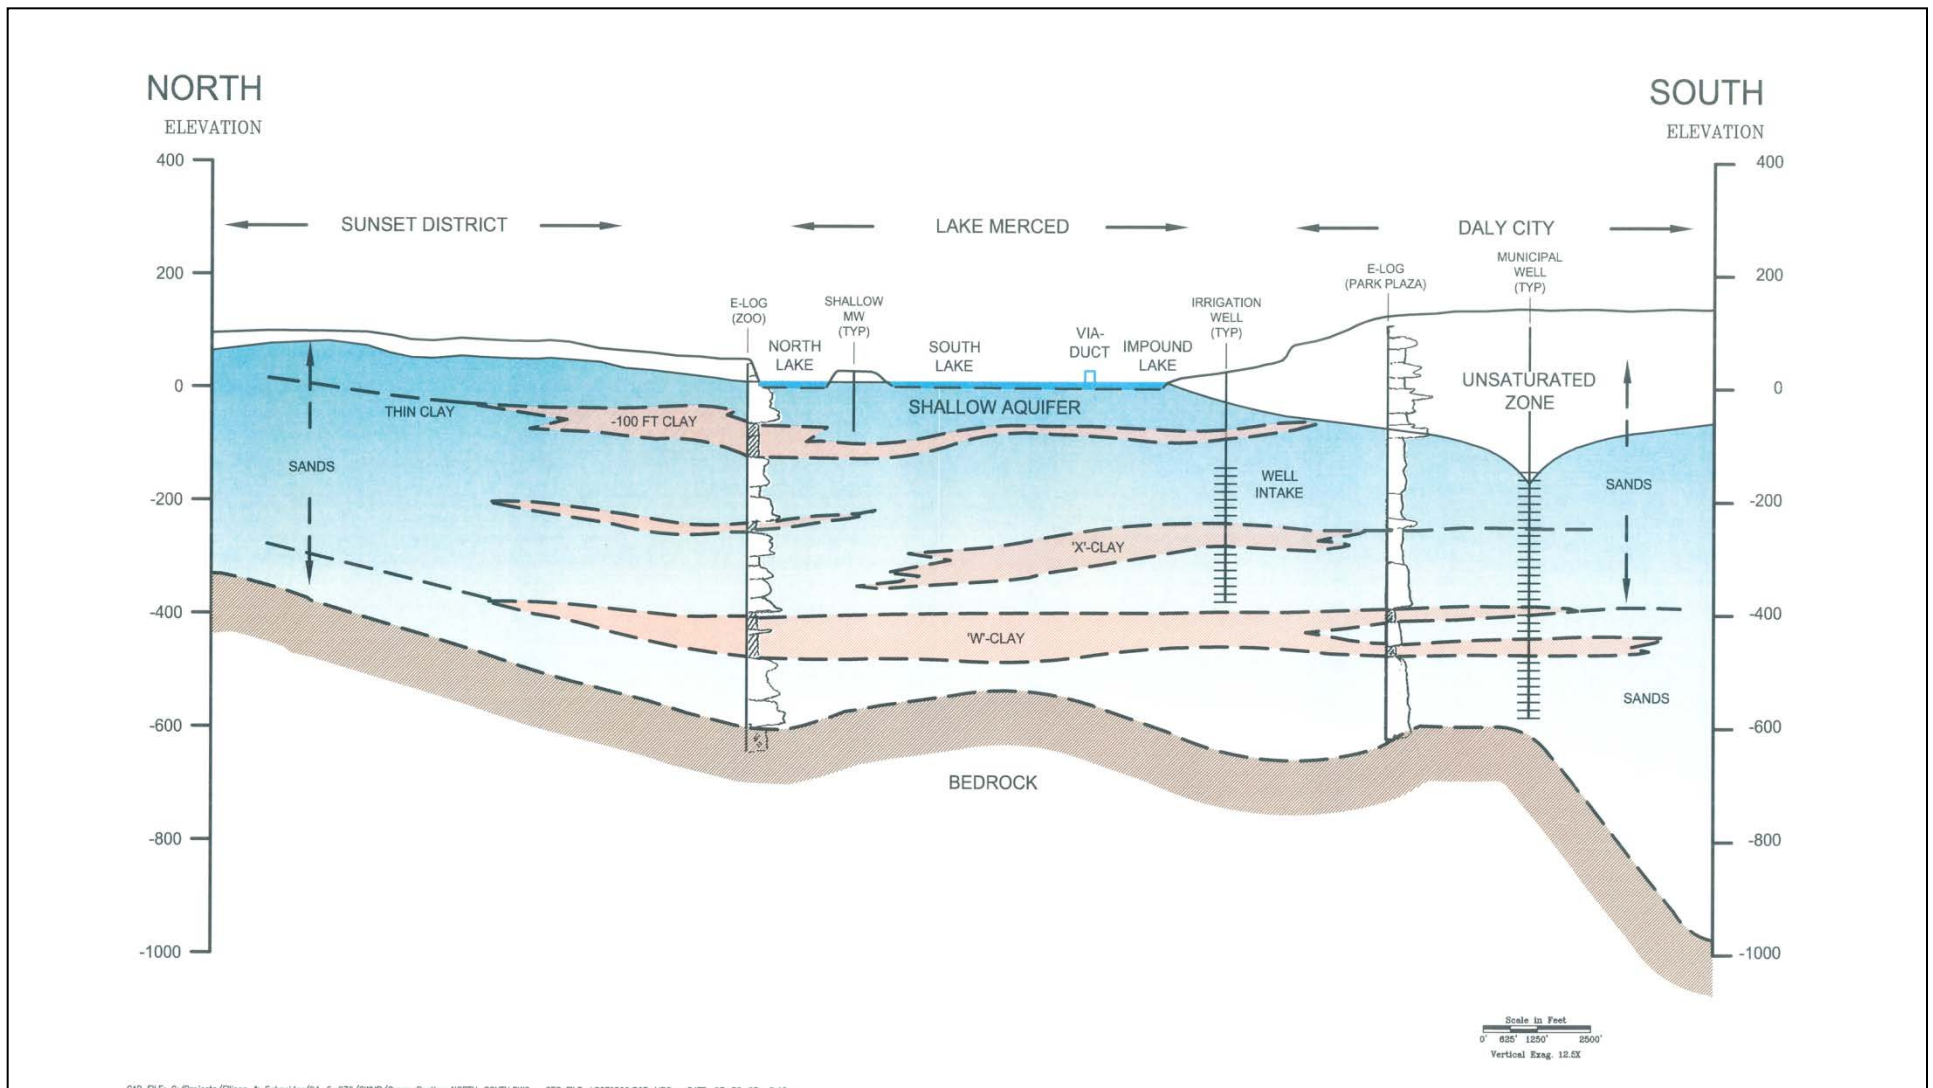 NORTH
ELEVATION
SOUTH
ELEVATION
400
200
0
-200
-400
-600
-800
-1000
400
200
0
-200
-400
-600
-800
-1000
SUNSET DISTRICT
LAKE MERCED
DALY CITY
E-LOG
(ZOO)
SHALLOW
MW
(TYP)
IRRIGATION
WELL
(TYP)
E-LOG
(PARK PLAZA)
MUNICIPAL
WELL
(TYP)
NORTH
LAKE
SOUTH
LAKE
VIA-
DUCT
IMPOUND
LAKE
UNSATURATED
ZONE
THIN CLAY
-100 FT CLAY
SHALLOW AQUIFER
SANDS
WELL
INTAKE
SANDS
'X'-CLAY
'W'-CLAY
SANDS
BEDROCK
Scale in Feet
0' 625' 1250' 2500'
Vertical Exag. 12.5X